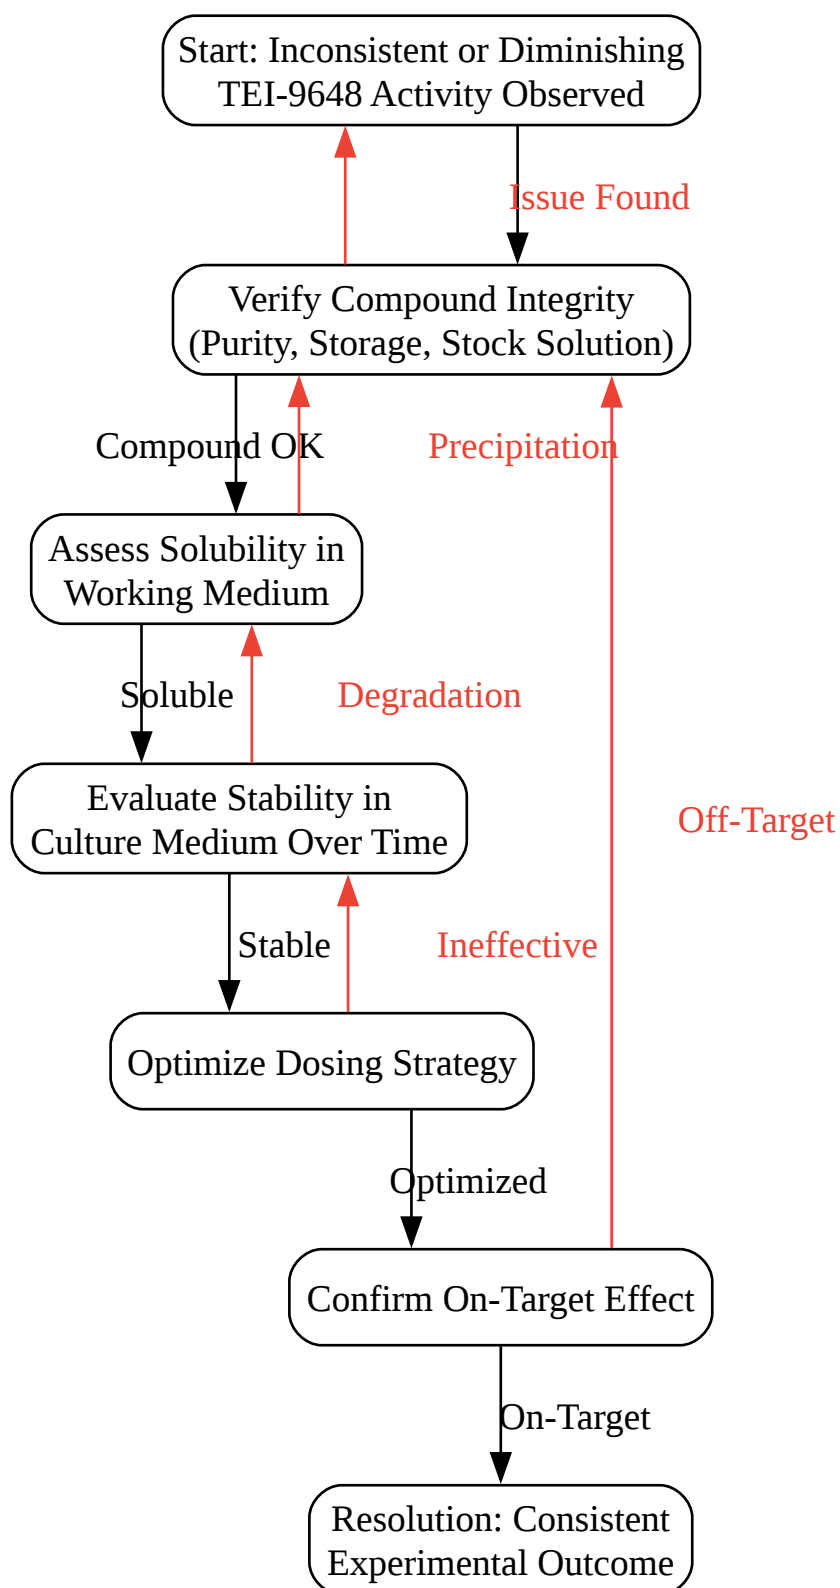 Start: Inconsistent or Diminishing
TEI-9648 Activity Observed
Issue Found
Verify Compound Integrity
(Purity, Storage, Stock Solution)
Compound OK
Precipitation
Assess Solubility in
Working Medium
Soluble
Degradation
Evaluate Stability in
Culture Medium Over Time
Off-Target
Stable
Ineffective
Optimize Dosing Strategy
Optimized
Confirm On-Target Effect
On-Target
Resolution: Consistent
Experimental Outcome